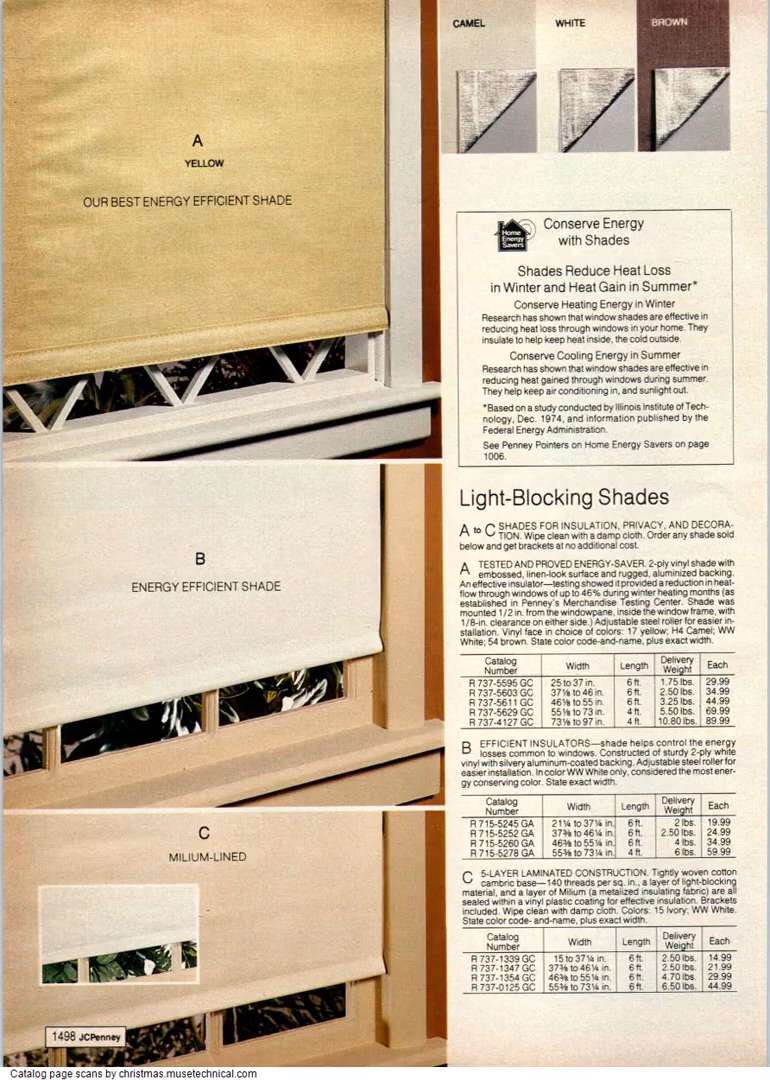 A
YELLOW
OUR BEST ENERGY EFFICIENT SHADE
B
ENERGY EFFICIENT SHADE
C
MILIUM-LINED
1498 JCPenney
CAMEL
WHITE
BROWN
Home
Energy
Savers
Conserve Energy
with Shades
Shades Reduce Heat Loss
in Winter and Heat Gain in Summer*
Conserve Heating Energy in Winter
Research has shown that window shades are effective in
reducing heat loss through windows in your home. They
insulate to help keep heat inside, the cold outside.
Conserve Cooling Energy in Summer
Research has shown that window shades are effective in
reducing heat gained through windows during summer.
They help keep air conditioning in, and sunlight out.
*Based on a study conducted by Illinois Institute of Tech-
nology, Dec. 1974, and information published by the
Federal Energy Administration.
See Penney Pointers on Home Energy Savers on page
1006.
Light-Blocking Shades
A to C SHADES FOR INSULATION, PRIVACY, AND DECORA-
TION. Wipe clean with a damp cloth. Order any shade sold
below and get brackets at no additional cost.
A TESTED AND PROVED ENERGY-SAVER. 2-ply vinyl shade with
embossed, linen-look surface and rugged, aluminized backing.
An effective insulator—testing showed it provided a reduction in heat-
flow through windows of up to 46% during winter heating months (as
established in Penney's Merchandise Testing Center. Shade was
mounted 1/2 in. from the windowpane, inside the window frame, with
1/8-in. clearance on either side.) Adjustable steel roller for easier in-
stallation. Vinyl face in choice of colors: 17 yellow; H4 Camel; WW
White; 54 brown. State color code-and-name, plus exact width.
Catalog Number Width Length Delivery Weight Each
R 737-5595 GC 25 to 37 in. 6 ft. 1.75 lbs. 29.99
R 737-5603 GC 37⅛ to 46 in. 6 ft. 2.50 lbs. 34.99
R 737-5611 GC 46⅛ to 55 in. 6 ft. 3.25 lbs. 44.99
R 737-5629 GC 55⅛ to 73 in. 4 ft. 5.50 lbs. 69.99
R 737-4127 GC 73⅛ to 97 in. 4 ft. 10.80 lbs. 89.99
B EFFICIENT INSULATORS—shade helps control the energy
losses common to windows. Constructed of sturdy 2-ply white
vinyl with silvery aluminum-coated backing. Adjustable steel roller for
easier installation. In color WW White only, considered the most ener-
gy conserving color. State exact width.
Catalog Number Width Length Delivery Weight Each
R 715-5245 GA 21¼ to 37¼ in. 6 ft. 2 lbs. 19.99
R 715-5252 GA 37⅜ to 46¼ in. 6 ft. 2.50 lbs. 24.99
R 715-5260 GA 46⅜ to 55¼ in. 6 ft. 4 lbs. 34.99
R 715-5278 GA 55⅜ to 73¼ in. 4 ft. 6 lbs. 59.99
C 5-LAYER LAMINATED CONSTRUCTION. Tightly woven cotton
cambric base—140 threads per sq. in., a layer of light-blocking
material, and a layer of Milium (a metalized insulating fabric) are all
sealed within a vinyl plastic coating for effective insulation. Brackets
included. Wipe clean with damp cloth. Colors: 15 Ivory; WW White.
State color code- and-name, plus exact width.
Catalog Number Width Length Delivery Weight Each
R 737-1339 GC 15 to 37¼ in. 6 ft. 2.50 lbs. 14.99
R 737-1347 GC 37⅜ to 46¼ in. 6 ft. 2.50 lbs. 21.99
R 737-1354 GC 46⅜ to 55¼ in. 6 ft. 4.70 lbs. 29.99
R 737-0125 GC 55⅜ to 73¼ in. 6 ft. 6.50 lbs. 44.99
Catalog page scans by christmas.musetechnical.com